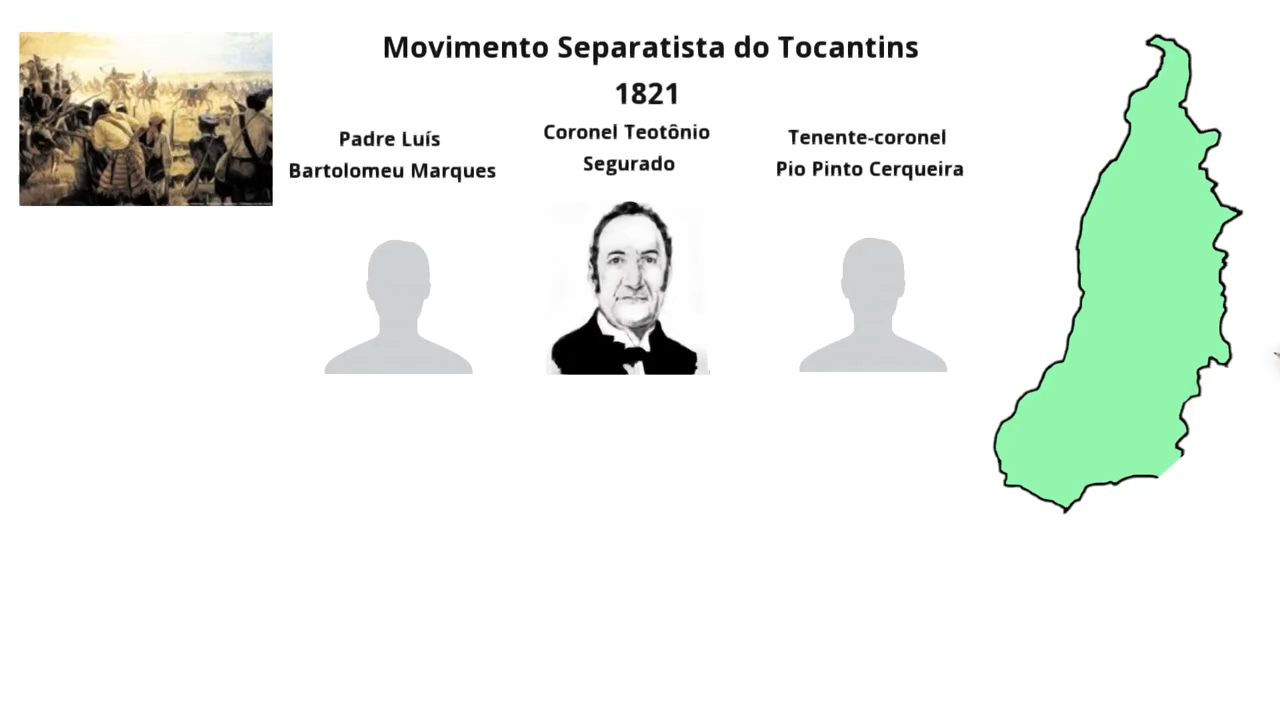 Movimento Separatista do Tocantins
1821
Padre Luís
Bartolomeu Marques
Coronel Teotônio
Segurado
Tenente-coronel
Pio Pinto Cerqueira